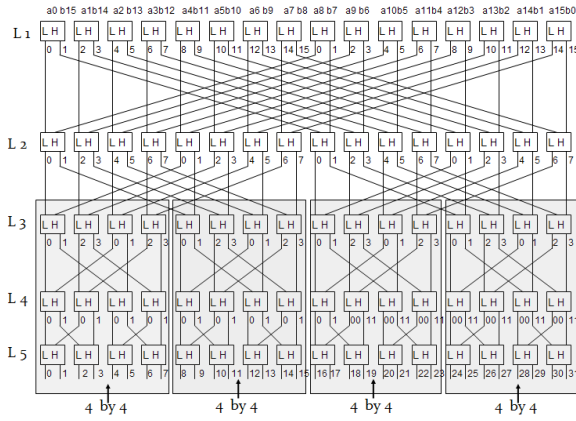 a0 b15 a1b14 a2 b13 a3b12 a4b11 a5b10 a6 b9 a7 b8 a8 b7 a9 b6 a10b5 a11b4 a12b3 a13b2 a14b1 a15b0
L 1 L H L H L H L H L H L H L H L H L H L H L H L H L H L H L H L H
0 1 2 3 4 5 6 7 8 9 10 11 12 13 14 15 0 1 2 3 4 5 6 7 8 9 10 11 12 13 14 15
L 2 L H L H L H L H L H L H L H L H L H L H L H L H L H L H L H L H
0 1 2 3 4 5 6 7 0 1 2 3 4 5 6 7 0 1 2 3 4 5 6 7 0 1 2 3 4 5 6 7
L 3 L H L H L H L H L H L H L H L H L H L H L H L H L H L H L H L H
0 1 2 3 0 1 2 3 0 1 2 3 0 1 2 3 0 1 2 3 0 1 2 3 0 1 2 3 0 1 2 3
L 4 L H L H L H L H L H L H L H L H L H L H L H L H L H L H L H L H
0 1 0 1 0 1 0 1 0 1 0 1 0 1 0 1 0 1 00 11 00 11 00 11 00 11 00 11 00 11 00 11
L 5 L H L H L H L H L H L H L H L H L H L H L H L H L H L H L H L H
0 1 2 3 4 5 6 7 8 9 10 11 12 13 14 15 16 17 18 19 20 21 22 23 24 25 26 27 28 29 30 31
4 by 4 4 by 4 4 by 4 4 by 4